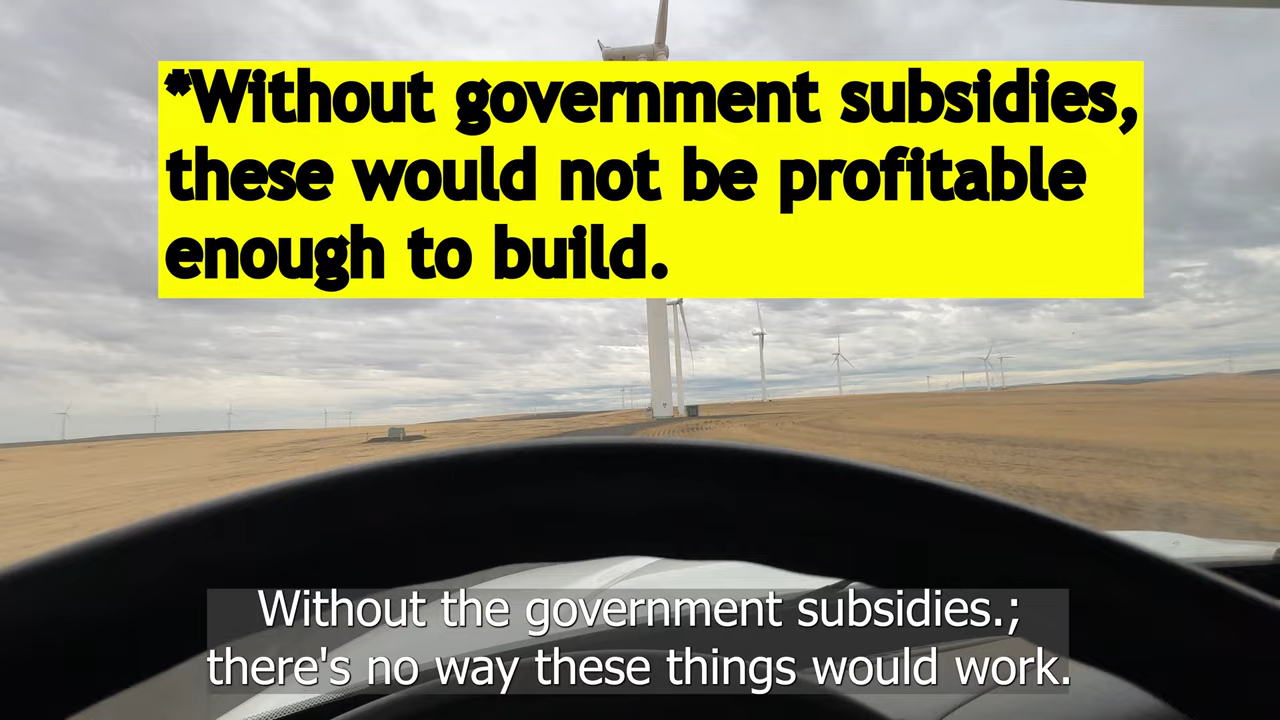 *Without government subsidies,
these would not be profitable
enough to build.
Without the government subsidies.;
there's no way these things would work.